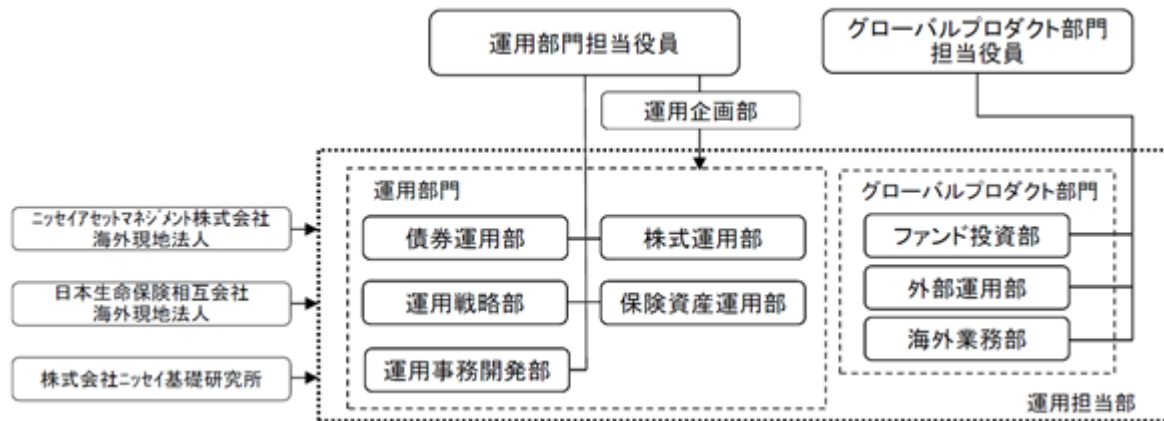 運用部門担当役員
グローバルプロダクト部門
担当役員
運用企画部
運用部門
グローバルプロダクト部門
ニッセイアセットマネジメント株式会社
海外現地法人
債券運用部
株式運用部
ファンド投資部
日本生命保険相互会社
海外現地法人
運用戦略部
保険資産運用部
外部運用部
海外業務部
株式会社ニッセイ基礎研究所
運用事務開発部
運用担当部